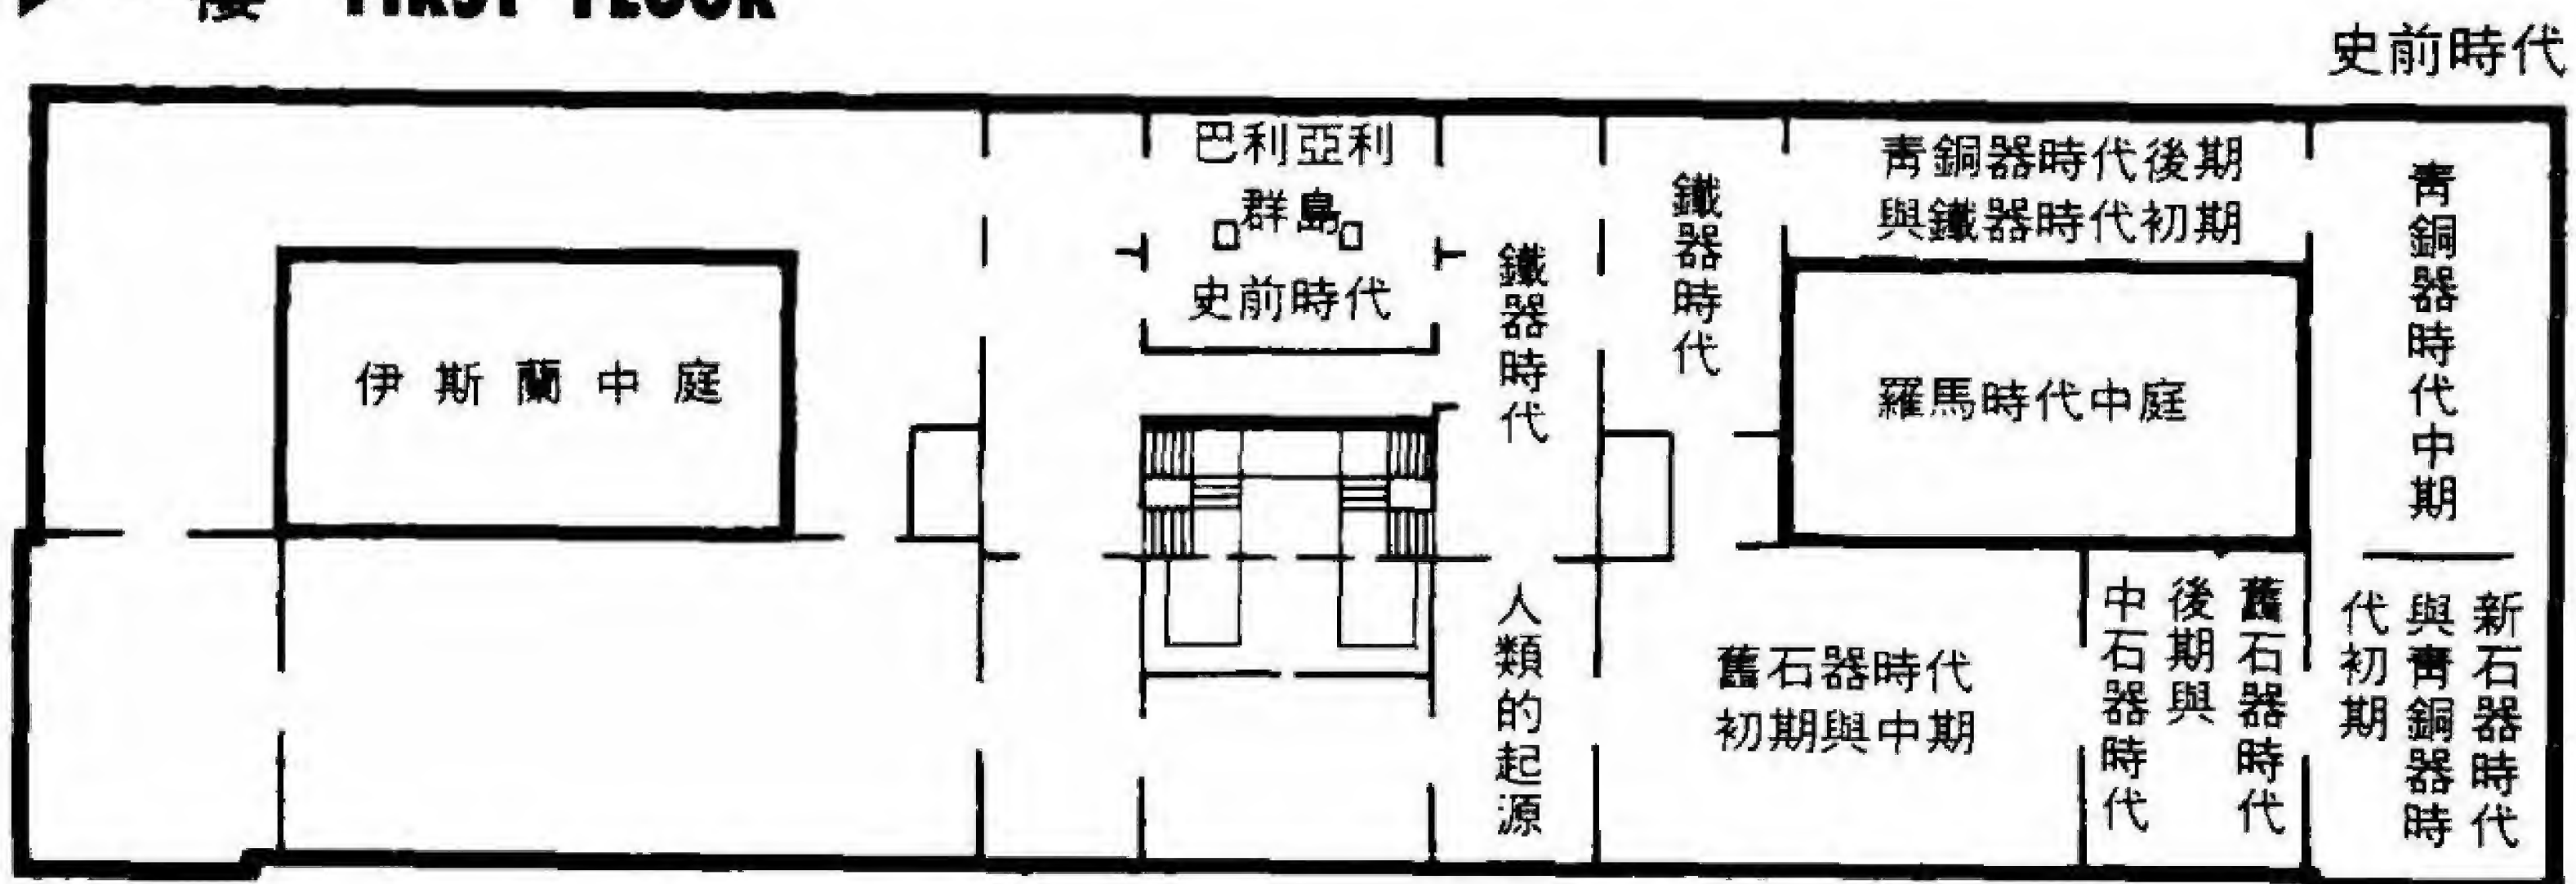 樓 FIRST FLOOR
史前時代
巴利亞利
群島
史前時代
鐵器時代
鐵器時代
青銅器時代後期
與鐵器時代初期
青銅器時代中期
伊斯蘭中庭
羅馬時代中庭
人類的起源
舊石器時代
初期與中期
舊石器時代
後期與
中石器時代
新石器時代
與青銅器時
代初期